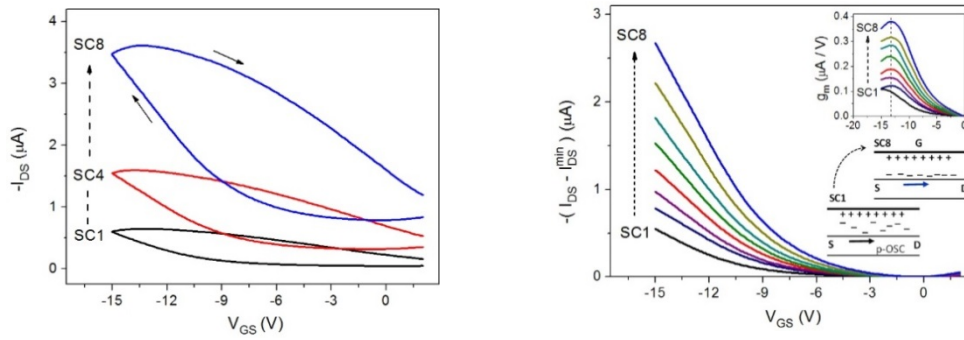 -I_DS (μA)
4
2
0
SC8
SC4
SC1
-15 -12 -9 -6 -3 0
V_GS (V)
-( I_DS - I_DS^min ) (μA)
3
2
1
0
SC8
SC1
-15 -12 -9 -6 -3 0
V_GS (V)
g_m (μA / V)
0.4
0.3
0.2
0.1
0.0
SC8
SC1
-20 -15 -10 -5 0
SC8 G
+ + + + + + +
S D
SC1
+ + + + + + + +
S D
p-OSC